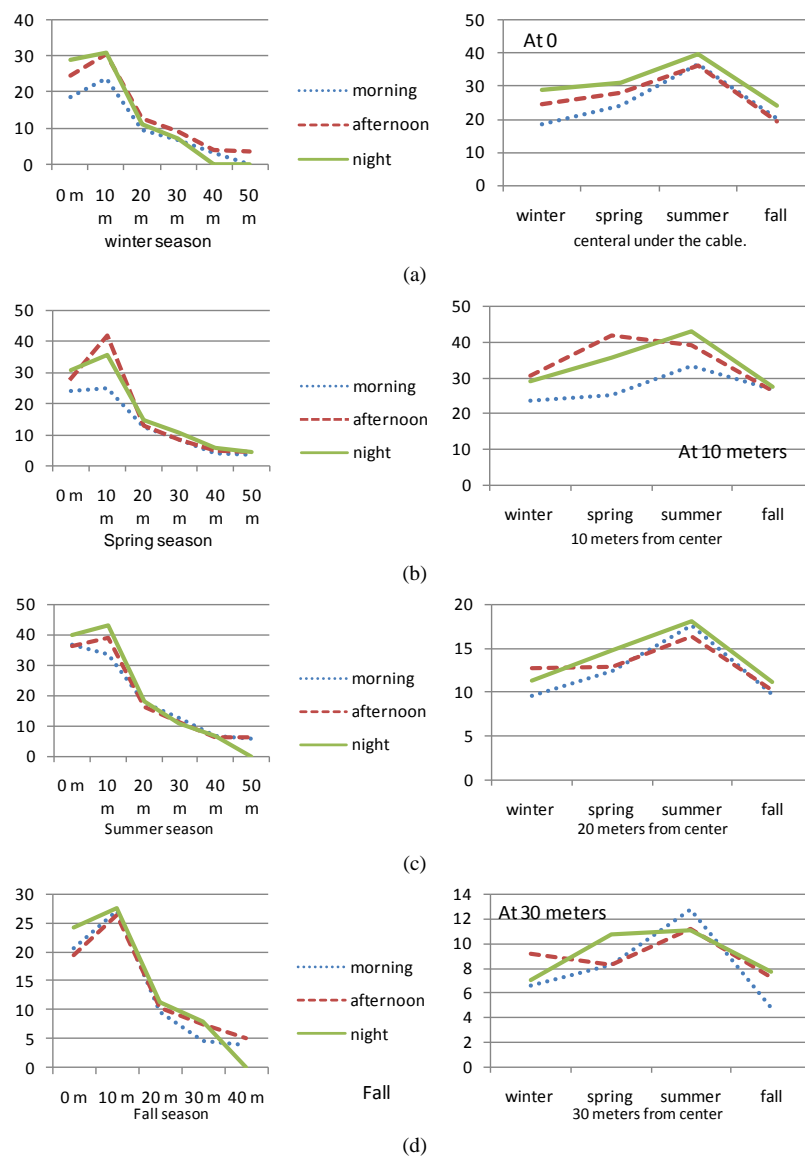 40
30
20
10
0
0 m
10 m
20 m
30 m
40 m
50 m
winter season
morning
afternoon
night
50
40
30
20
10
0
At 0
winter
spring
summer
fall
centeral under the cable.
(a)
50
40
30
20
10
0
0 m
10 m
20 m
30 m
40 m
50 m
Spring season
morning
afternoon
night
50
40
30
20
10
0
At 10 meters
winter
spring
summer
fall
10 meters from center
(b)
50
40
30
20
10
0
0 m
10 m
20 m
30 m
40 m
50 m
Summer season
morning
afternoon
night
20
15
10
5
0
winter
spring
summer
fall
20 meters from center
(c)
30
25
20
15
10
5
0
0 m
10 m
20 m
30 m
40 m
Fall season
morning
afternoon
night
Fall
14
12
10
8
6
4
2
0
At 30 meters
winter
spring
summer
fall
30 meters from center
(d)